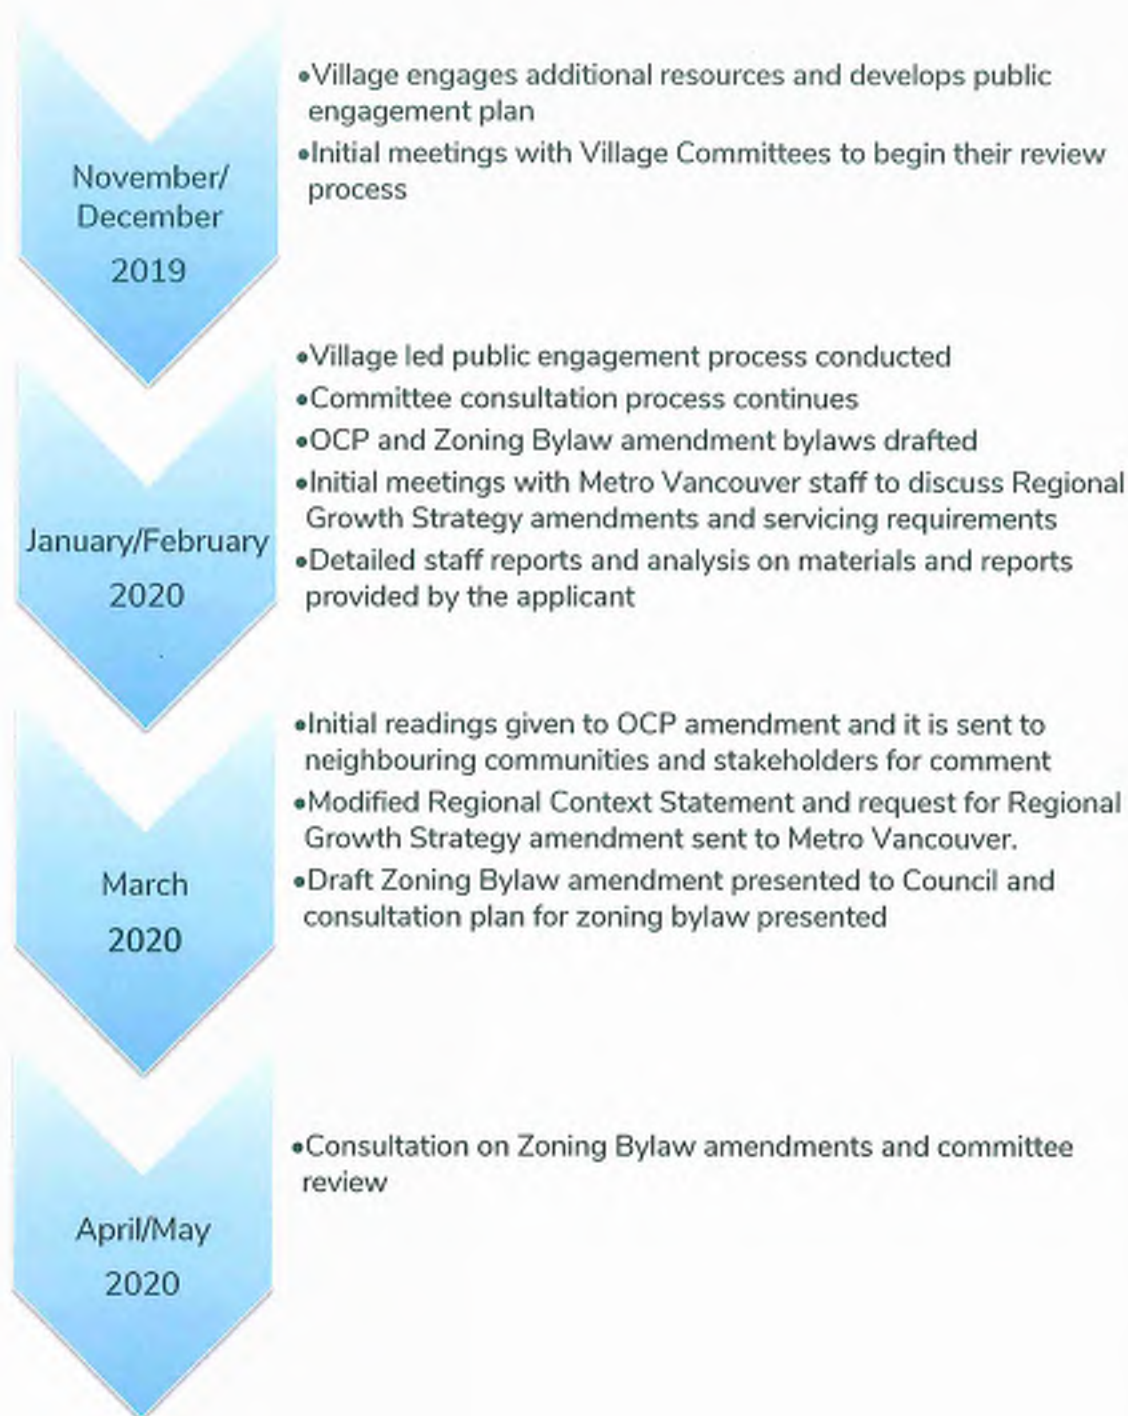 November/
December
2019
•Village engages additional resources and develops public
engagement plan
•Initial meetings with Village Committees to begin their review
process
January/February
2020
•Village led public engagement process conducted
•Committee consultation process continues
•OCP and Zoning Bylaw amendment bylaws drafted
•Initial meetings with Metro Vancouver staff to discuss Regional
Growth Strategy amendments and servicing requirements
•Detailed staff reports and analysis on materials and reports
provided by the applicant
March
2020
•Initial readings given to OCP amendment and it is sent to
neighbouring communities and stakeholders for comment
•Modified Regional Context Statement and request for Regional
Growth Strategy amendment sent to Metro Vancouver.
•Draft Zoning Bylaw amendment presented to Council and
consultation plan for zoning bylaw presented
April/May
2020
•Consultation on Zoning Bylaw amendments and committee
review